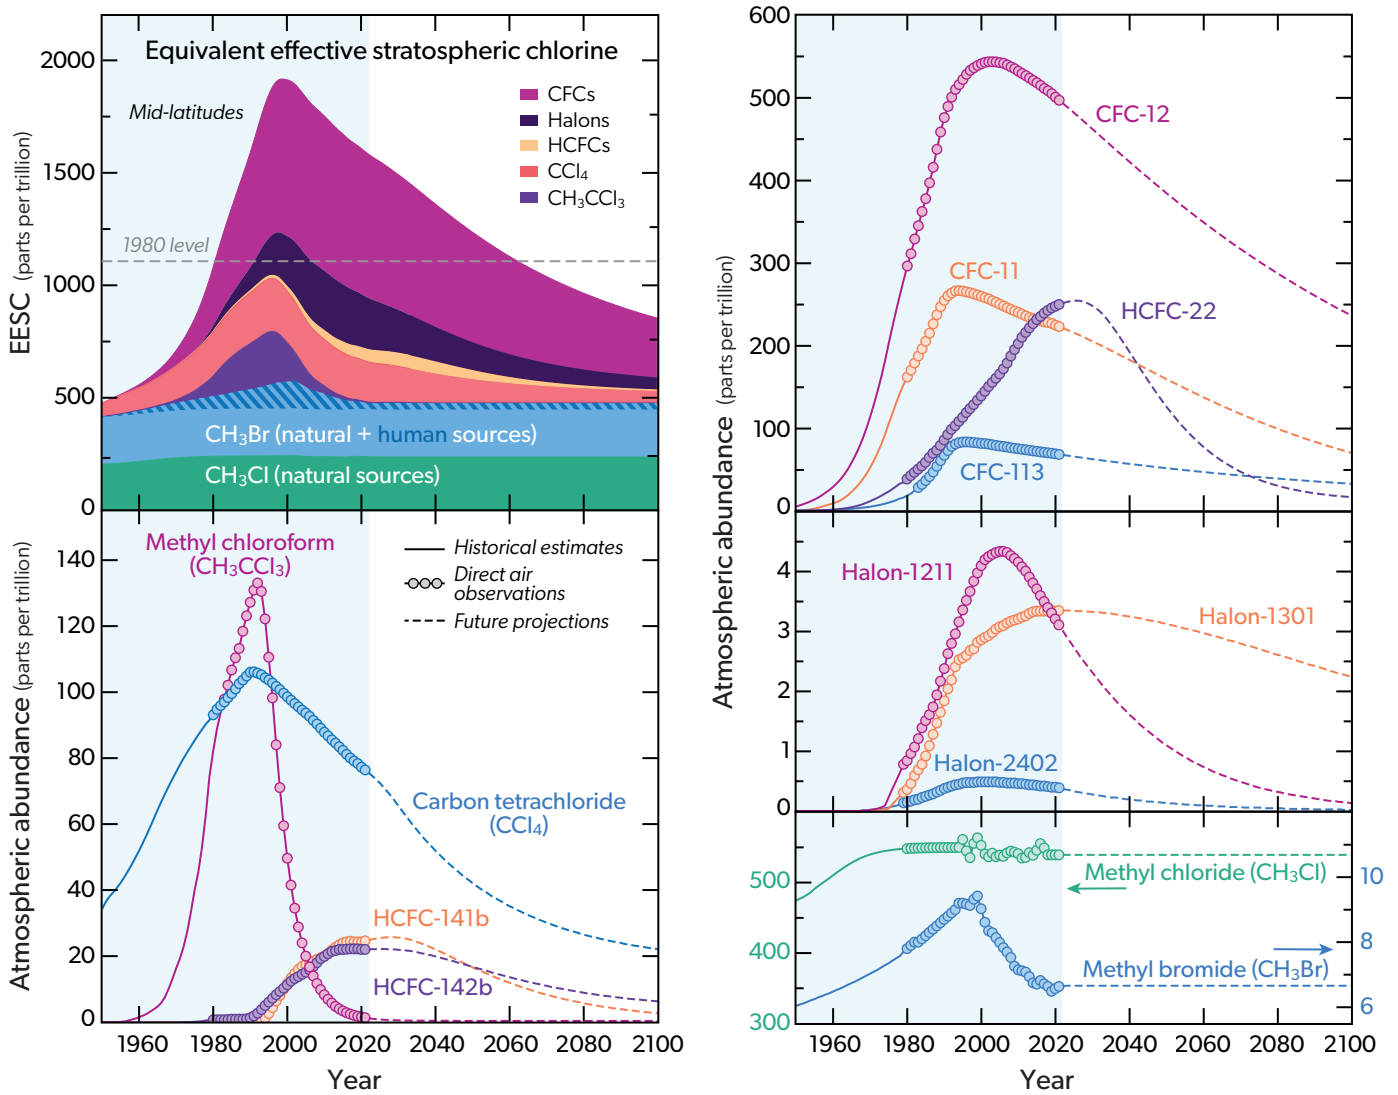 Equivalent effective stratospheric chlorine
Mid-latitudes
CFCs
Halons
HCFCs
CCl₄
CH₃CCl₃
1980 level
CH₃Br (natural + human sources)
CH₃Cl (natural sources)
EESC (parts per trillion)
2000
1500
1000
500
0
Methyl chloroform
(CH₃CCl₃)
Historical estimates
Direct air
observations
Future projections
Carbon tetrachloride
(CCl₄)
HCFC-141b
HCFC-142b
Atmospheric abundance (parts per trillion)
140
120
100
80
60
40
20
0
1960 1980 2000 2020 2040 2060 2080 2100
Year
600
500
400
300
200
100
0
CFC-12
CFC-11
HCFC-22
CFC-113
Atmospheric abundance (parts per trillion)
4
3
2
1
0
Halon-1211
Halon-1301
Halon-2402
500
400
300
10
8
6
Methyl chloride (CH₃Cl)
Methyl bromide (CH₃Br)
1960 1980 2000 2020 2040 2060 2080 2100
Year